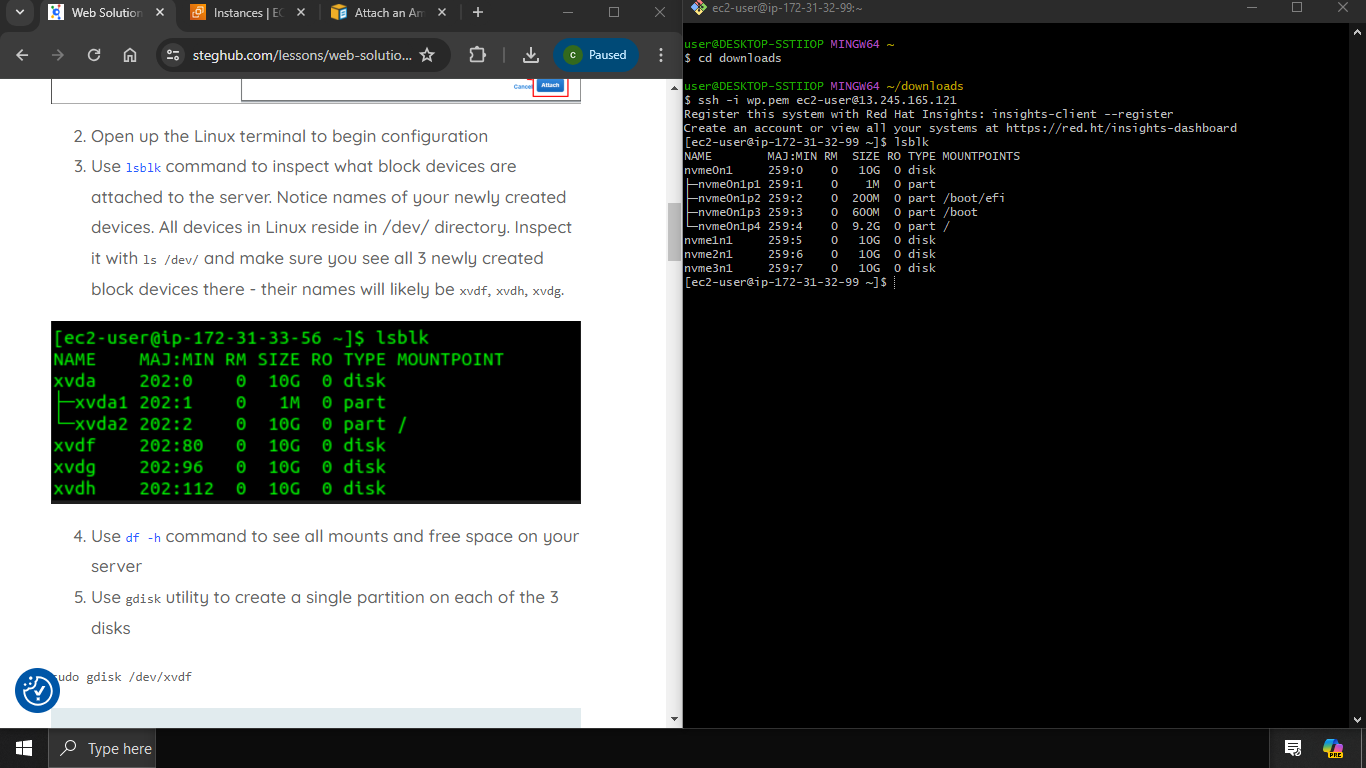 Web Solution
Instances | EC
Attach an Am
steghub.com/lessons/web-solutio...
C
Paused
Cancel
Attach
2. Open up the Linux terminal to begin configuration
3. Use lsblk command to inspect what block devices are
attached to the server. Notice names of your newly created
devices. All devices in Linux reside in /dev/ directory. Inspect
it with ls /dev/ and make sure you see all 3 newly created
block devices there - their names will likely be xvdf, xvdh, xvdg.
[ec2-user@ip-172-31-33-56 ~]$ lsblk
NAME MAJ:MIN RM SIZE RO TYPE MOUNTPOINT
xvda 202:0 0 10G 0 disk
├─xvda1 202:1 0 1M 0 part
└─xvda2 202:2 0 10G 0 part /
xvdf 202:80 0 10G 0 disk
xvdg 202:96 0 10G 0 disk
xvdh 202:112 0 10G 0 disk
4. Use df -h command to see all mounts and free space on your
server
5. Use gdisk utility to create a single partition on each of the 3
disks
sudo gdisk /dev/xvdf
Type here
ec2-user@ip-172-31-32-99:~
user@DESKTOP-SSTIIOP MINGW64 ~
$ cd downloads
user@DESKTOP-SSTIIOP MINGW64 ~/downloads
$ ssh -i wp.pem ec2-user@13.245.165.121
Register this system with Red Hat Insights: insights-client --register
Create an account or view all your systems at https://red.ht/insights-dashboard
[ec2-user@ip-172-31-32-99 ~]$ lsblk
NAME MAJ:MIN RM SIZE RO TYPE MOUNTPOINTS
nvme0n1 259:0 0 10G 0 disk
├─nvme0n1p1 259:1 0 1M 0 part
├─nvme0n1p2 259:2 0 200M 0 part /boot/efi
├─nvme0n1p3 259:3 0 600M 0 part /boot
└─nvme0n1p4 259:4 0 9.2G 0 part /
nvme1n1 259:5 0 10G 0 disk
nvme2n1 259:6 0 10G 0 disk
nvme3n1 259:7 0 10G 0 disk
[ec2-user@ip-172-31-32-99 ~]$
PRE